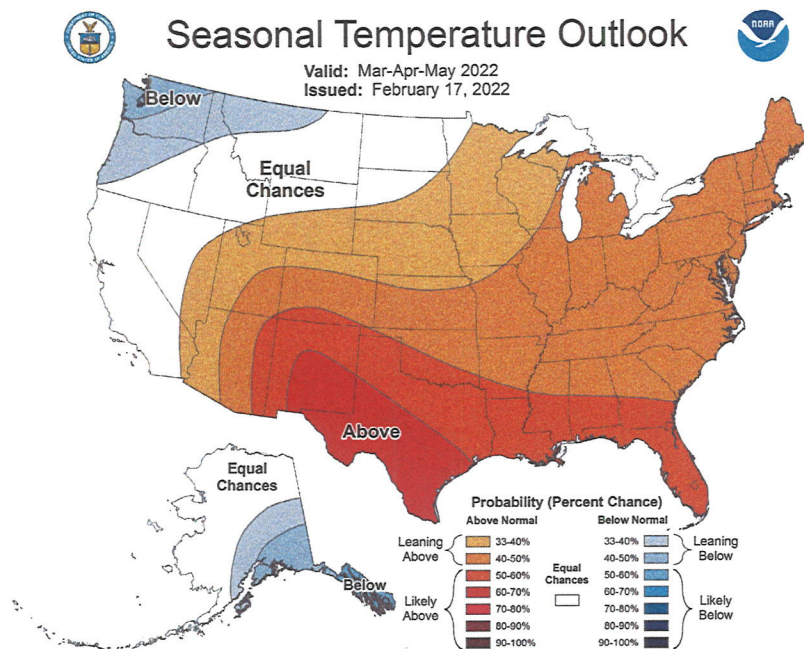 Seasonal Temperature Outlook
NOAA
Valid: Mar-Apr-May 2022
Issued: February 17, 2022
Below
Equal
Chances
Above
Equal
Chances
Below
Probability (Percent Chance)
Above Normal
Below Normal
Leaning
Above
33-40%
40-50%
Likely
Above
50-60%
60-70%
70-80%
80-90%
90-100%
Equal
Chances
33-40%
40-50%
Leaning
Below
50-60%
60-70%
70-80%
80-90%
90-100%
Likely
Below